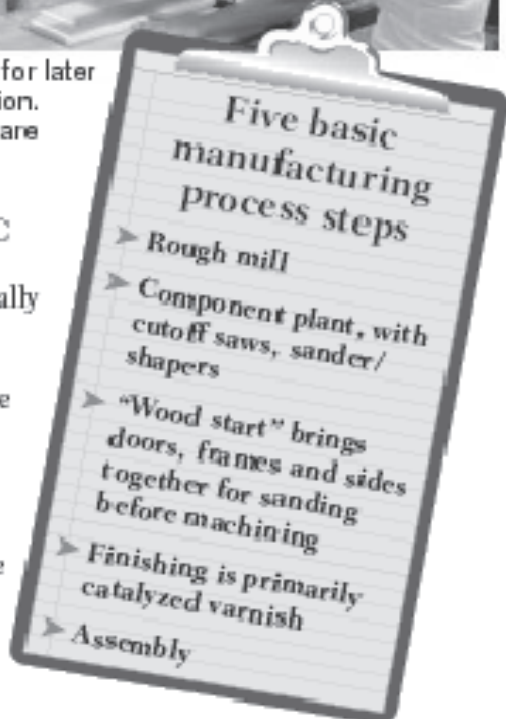 for later
ion.
are
C
ally
e
e
Five basic
manufacturing
process steps
Rough mill
Component plant, with
cutoff saws, sander/
shapers
“Wood start” brings
doors, frames and sides
together for sanding
before machining
Finishing is primarily
catalyzed varnish
Assembly